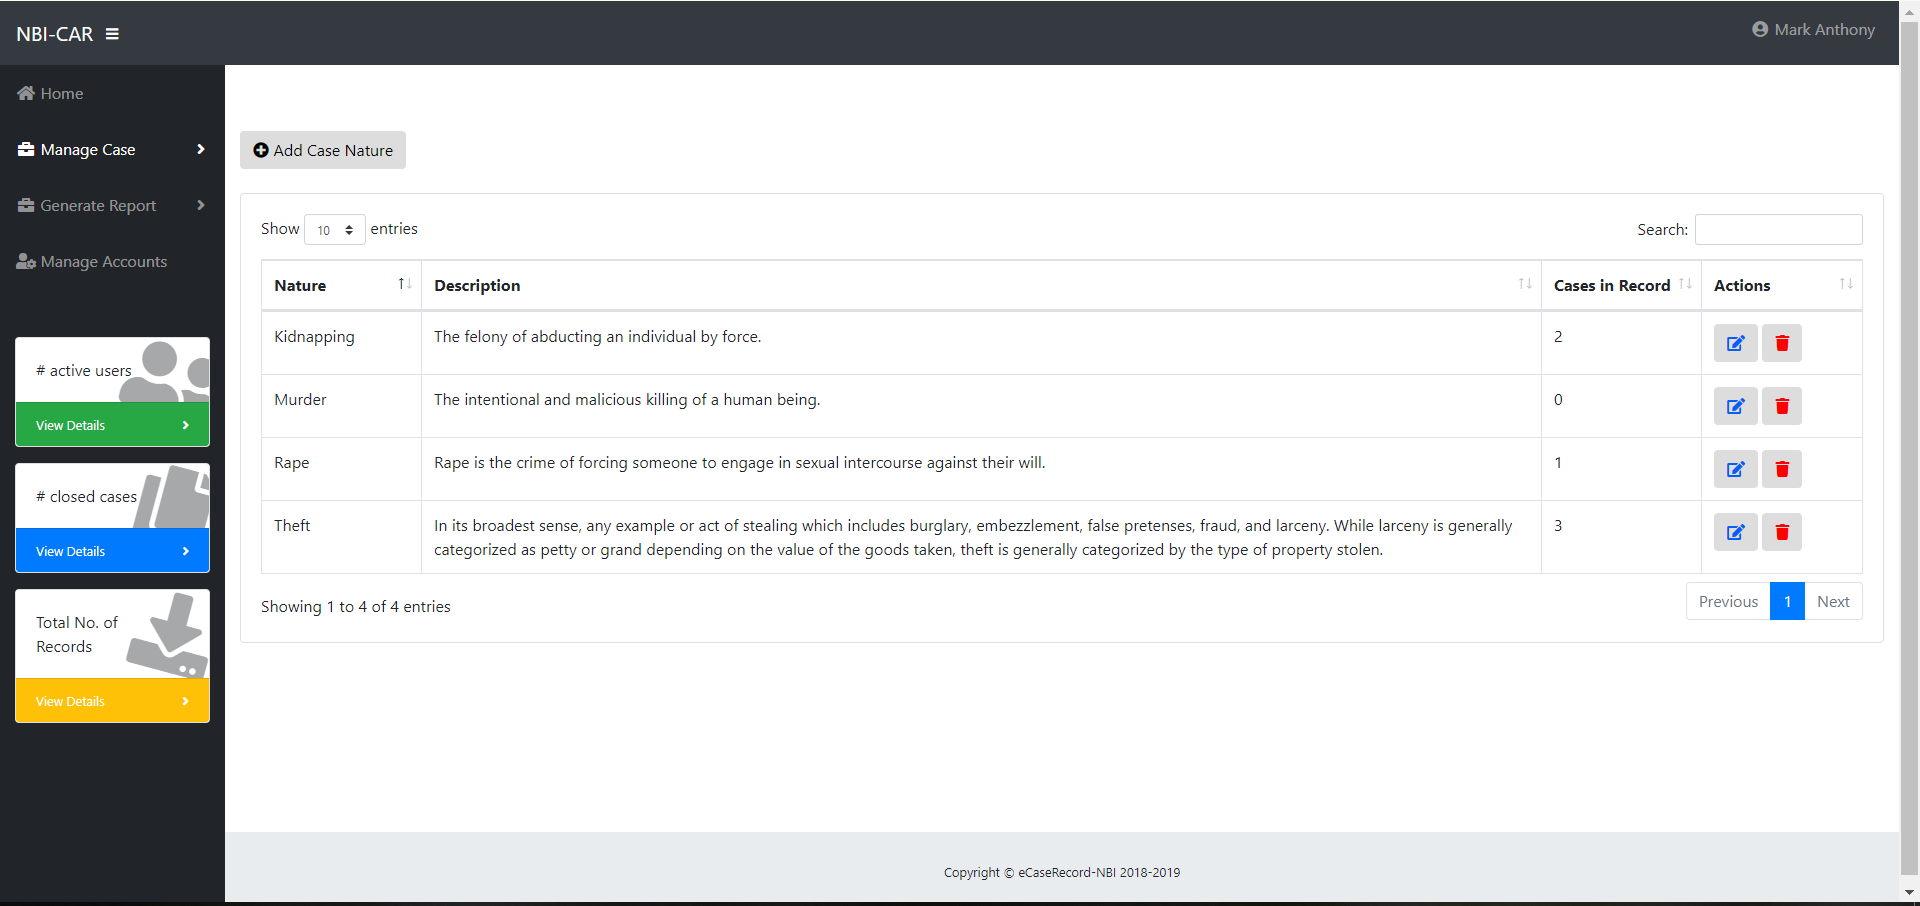 NBI-CAR
Mark Anthony
Home
Manage Case
Generate Report
Manage Accounts
# active users
View Details
# closed cases
View Details
Total No. of
Records
View Details
Add Case Nature
Show 10 entries
Search:
Nature Description Cases in Record Actions
Kidnapping The felony of abducting an individual by force. 2
Murder The intentional and malicious killing of a human being. 0
Rape Rape is the crime of forcing someone to engage in sexual intercourse against their will. 1
Theft In its broadest sense, any example or act of stealing which includes burglary, embezzlement, false pretenses, fraud, and larceny. While larceny is generally 3
categorized as petty or grand depending on the value of the goods taken, theft is generally categorized by the type of property stolen.
Showing 1 to 4 of 4 entries
Previous 1 Next
Copyright © eCaseRecord-NBI 2018-2019